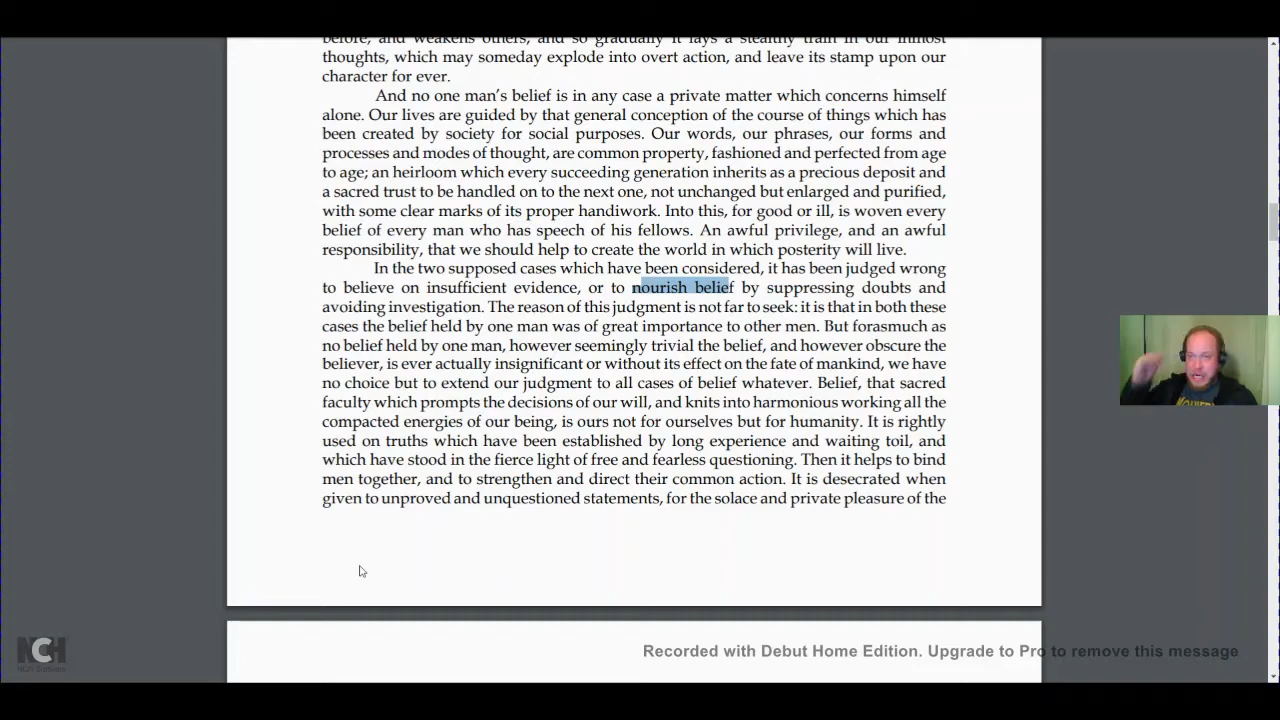 before, and weakens others, and so gradually it lays a stealthy train in our inmost
thoughts, which may someday explode into overt action, and leave its stamp upon our
character for ever.
And no one man's belief is in any case a private matter which concerns himself
alone. Our lives are guided by that general conception of the course of things which has
been created by society for social purposes. Our words, our phrases, our forms and
processes and modes of thought, are common property, fashioned and perfected from age
to age; an heirloom which every succeeding generation inherits as a precious deposit and
a sacred trust to be handled on to the next one, not unchanged but enlarged and purified,
with some clear marks of its proper handiwork. Into this, for good or ill, is woven every
belief of every man who has speech of his fellows. An awful privilege, and an awful
responsibility, that we should help to create the world in which posterity will live.
In the two supposed cases which have been considered, it has been judged wrong
to believe on insufficient evidence, or to nourish belief by suppressing doubts and
avoiding investigation. The reason of this judgment is not far to seek: it is that in both these
cases the belief held by one man was of great importance to other men. But forasmuch as
no belief held by one man, however seemingly trivial the belief, and however obscure the
believer, is ever actually insignificant or without its effect on the fate of mankind, we have
no choice but to extend our judgment to all cases of belief whatever. Belief, that sacred
faculty which prompts the decisions of our will, and knits into harmonious working all the
compacted energies of our being, is ours not for ourselves but for humanity. It is rightly
used on truths which have been established by long experience and waiting toil, and
which have stood in the fierce light of free and fearless questioning. Then it helps to bind
men together, and to strengthen and direct their common action. It is desecrated when
given to unproved and unquestioned statements, for the solace and private pleasure of the
NCH
Recorded with Debut Home Edition. Upgrade to Pro to remove this message